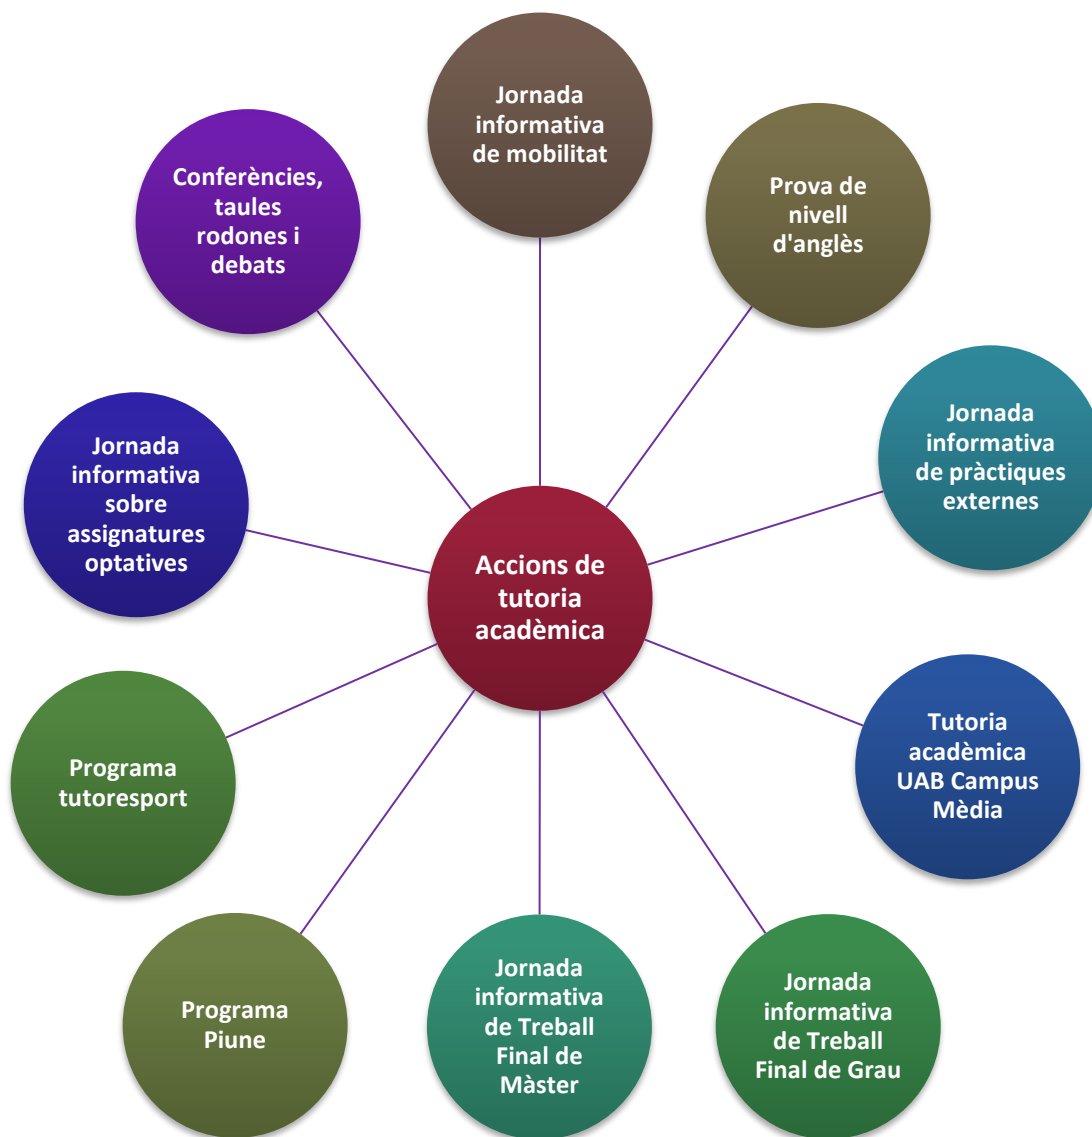 Jornada
informativa
de mobilitat
Prova de
nivell
d'anglès
Jornada
informativa
de pràctiques
externes
Tutoria
acadèmica
UAB Campus
Mèdia
Jornada
informativa
de Treball
Final de Grau
Jornada
informativa
de Treball
Final de
Màster
Programa
Piune
Programa
tutoresport
Jornada
informativa
sobre
assignatures
optatives
Conferències,
taules
rodones i
debats
Accions de
tutoria
acadèmica